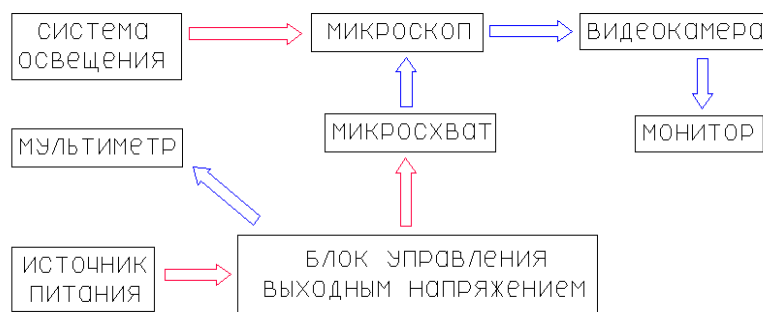 СИСТЕМА
ОСВЕЩЕНИЯ
МИКРОСКОП
ВИДЕОКАМЕРА
МУЛЬТИМЕТР
МИКРОСХВАТ
МОНИТОР
ИСТОЧНИК
ПИТАНИЯ
БЛОК УПРАВЛЕНИЯ
ВЫХОДНЫМ НАПРЯЖЕНИЕМ